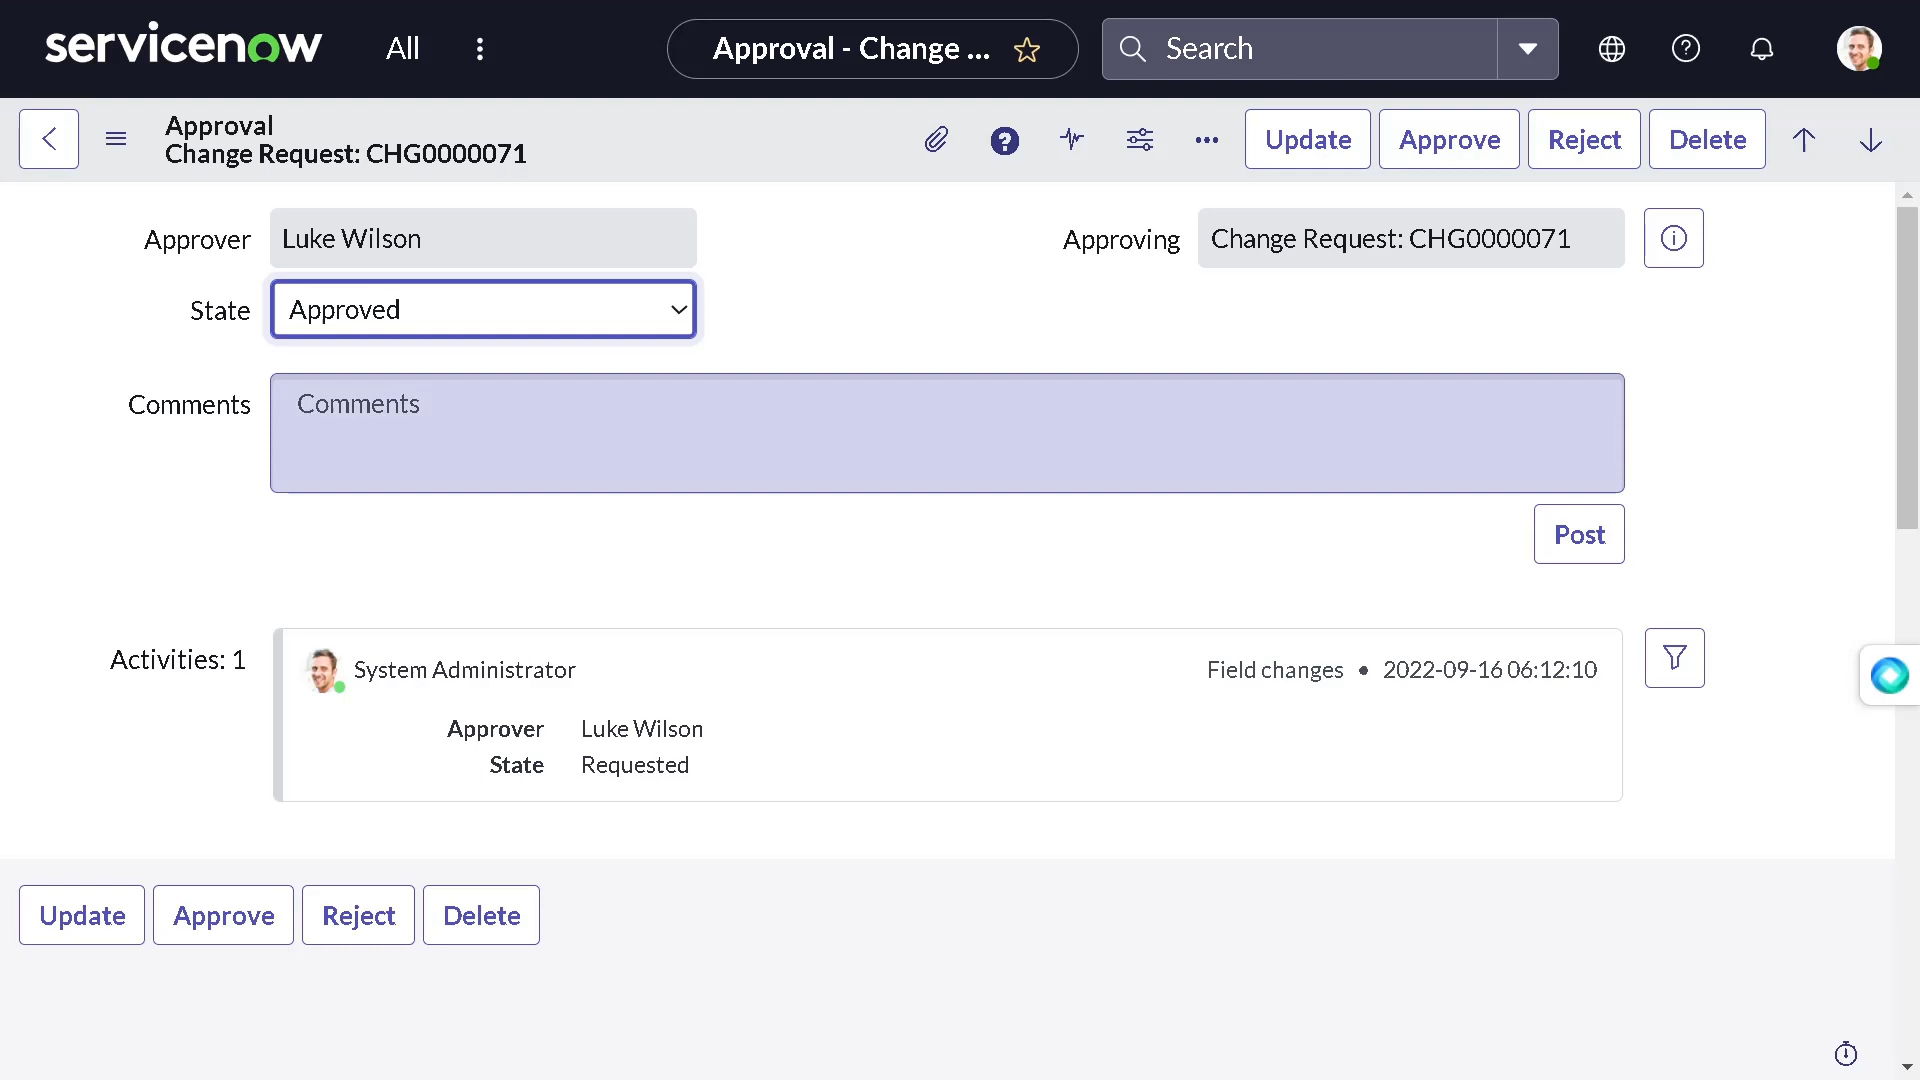 servicenow All Approval - Change ... Search
Approval
Change Request: CHG0000071
Update Approve Reject Delete
Approver Luke Wilson Approving Change Request: CHG0000071
State Approved
Comments Comments
Post
Activities: 1 System Administrator Field changes • 2022-09-16 06:12:10
Approver Luke Wilson
State Requested
Update Approve Reject Delete